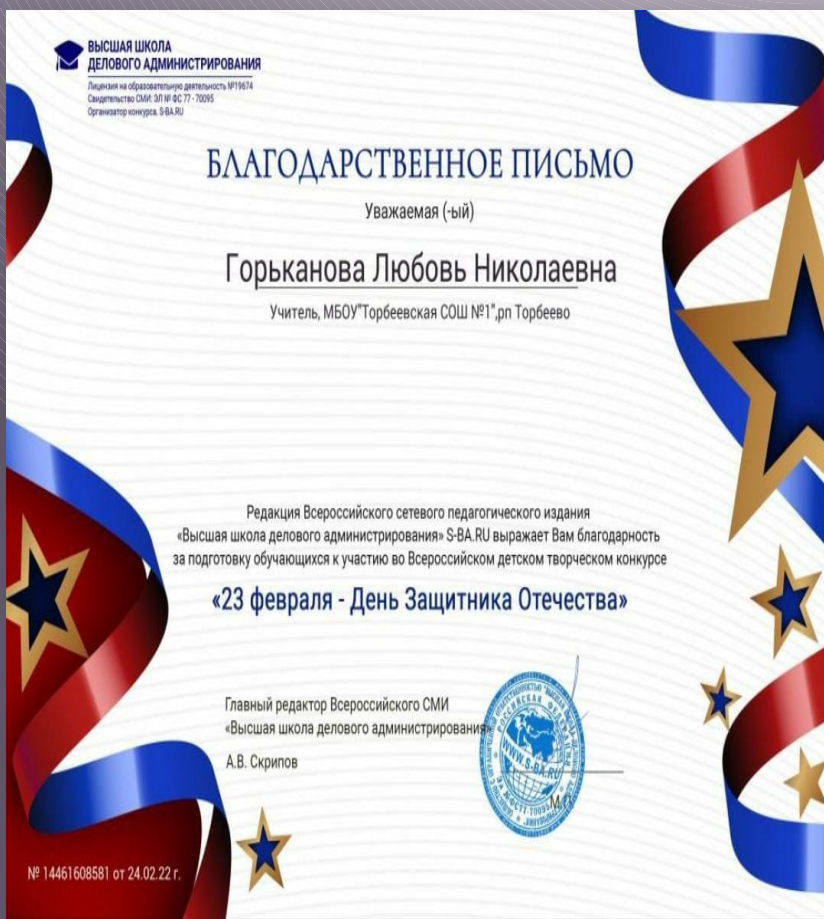 ВЫСШАЯ ШКОЛА
ДЕЛОВОГО АДМИНИСТРИРОВАНИЯ
Лицензия на образовательную деятельность №19674
Свидетельство СМИ: ЭЛ № ФС 77 - 70095
Организатор конкурса, S-BA.RU
БЛАГОДАРСТВЕННОЕ ПИСЬМО
Уважаемая (-ый)
Горьканова Любовь Николаевна
Учитель, МБОУ"Торбеевская СОШ №1",рп Торбеево
Редакция Всероссийского сетевого педагогического издания
«Высшая школа делового администрирования» S-BA.RU выражает Вам благодарность
за подготовку обучающихся к участию во Всероссийском детском творческом конкурсе
«23 февраля - День Защитника Отечества»
Главный редактор Всероссийского СМИ
«Высшая школа делового администрирования»
А.В. Скрипов
РОССИЙСКАЯ ФЕДЕРАЦИЯ
WWW.S-BA.RU
М.П.
№ 14461608581 от 24.02.22 г.